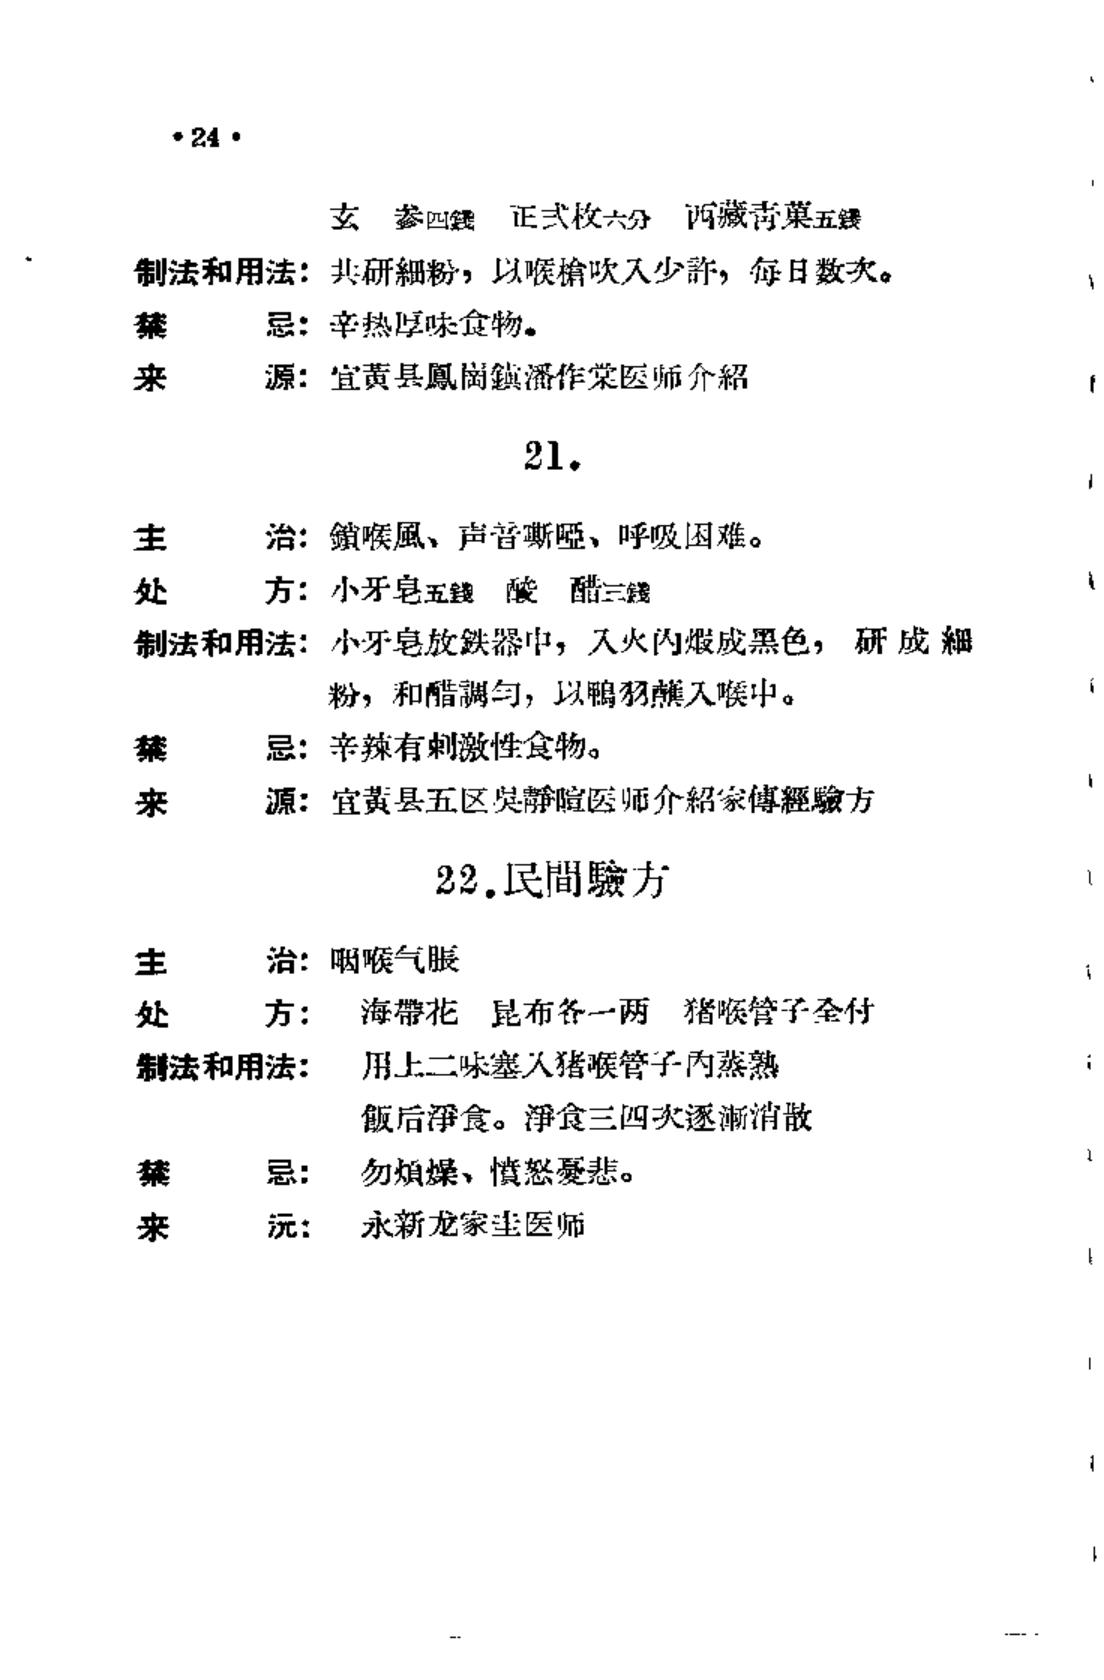 •24•
玄　参四錢　正式枚六分　西藏青菓五錢
制法和用法：共研細粉，以喉槍吹入少許，每日数次。
禁　　忌：辛热厚味食物。
来　　源：宜黄县鳳崗鎮潘作棠医师介紹
21.
主　　治：鎖喉風、声音嘶啞、呼吸困难。
处　　方：小牙皂五錢　酸　醋三錢
制法和用法：小牙皂放鉄器中，入火內煅成黑色，研成細
粉，和醋調匀，以鴨羽蘸入喉中。
禁　　忌：辛辣有刺激性食物。
来　　源：宜黃县五区吳靜暄医师介紹家傳經驗方
22.民間驗方
主　　治：咽喉气脹
处　　方：海帶花　昆布各一两　猪喉管子全付
制法和用法：用上二味塞入猪喉管子內蒸熟
飯后淨食。淨食三四次逐漸消散
禁　　忌：勿煩燥、憤怒憂悲。
来　　沅：永新龙家圭医师